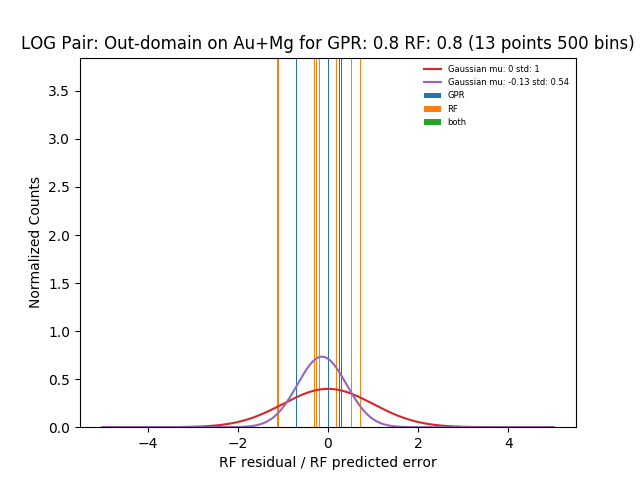 LOG Pair: Out-domain on Au+Mg for GPR: 0.8 RF: 0.8 (13 points 500 bins)
Gaussian mu: 0 std: 1
Gaussian mu: -0.13 std: 0.54
GPR
RF
both
Normalized Counts
3.5
3.0
2.5
2.0
1.5
1.0
0.5
0.0
−4
−2
0
2
4
RF residual / RF predicted error